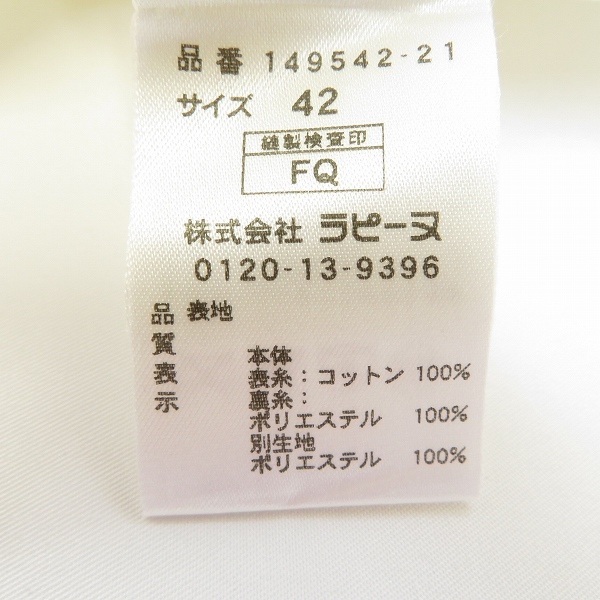 品番 149542-21
サイズ 42
縫製検査印
FQ
株式会社 ラピーヌ
0120-13-9396
品質表示
表地
本体
表糸：コットン 100%
裏糸：
ポリエステル 100%
別生地
ポリエステル 100%